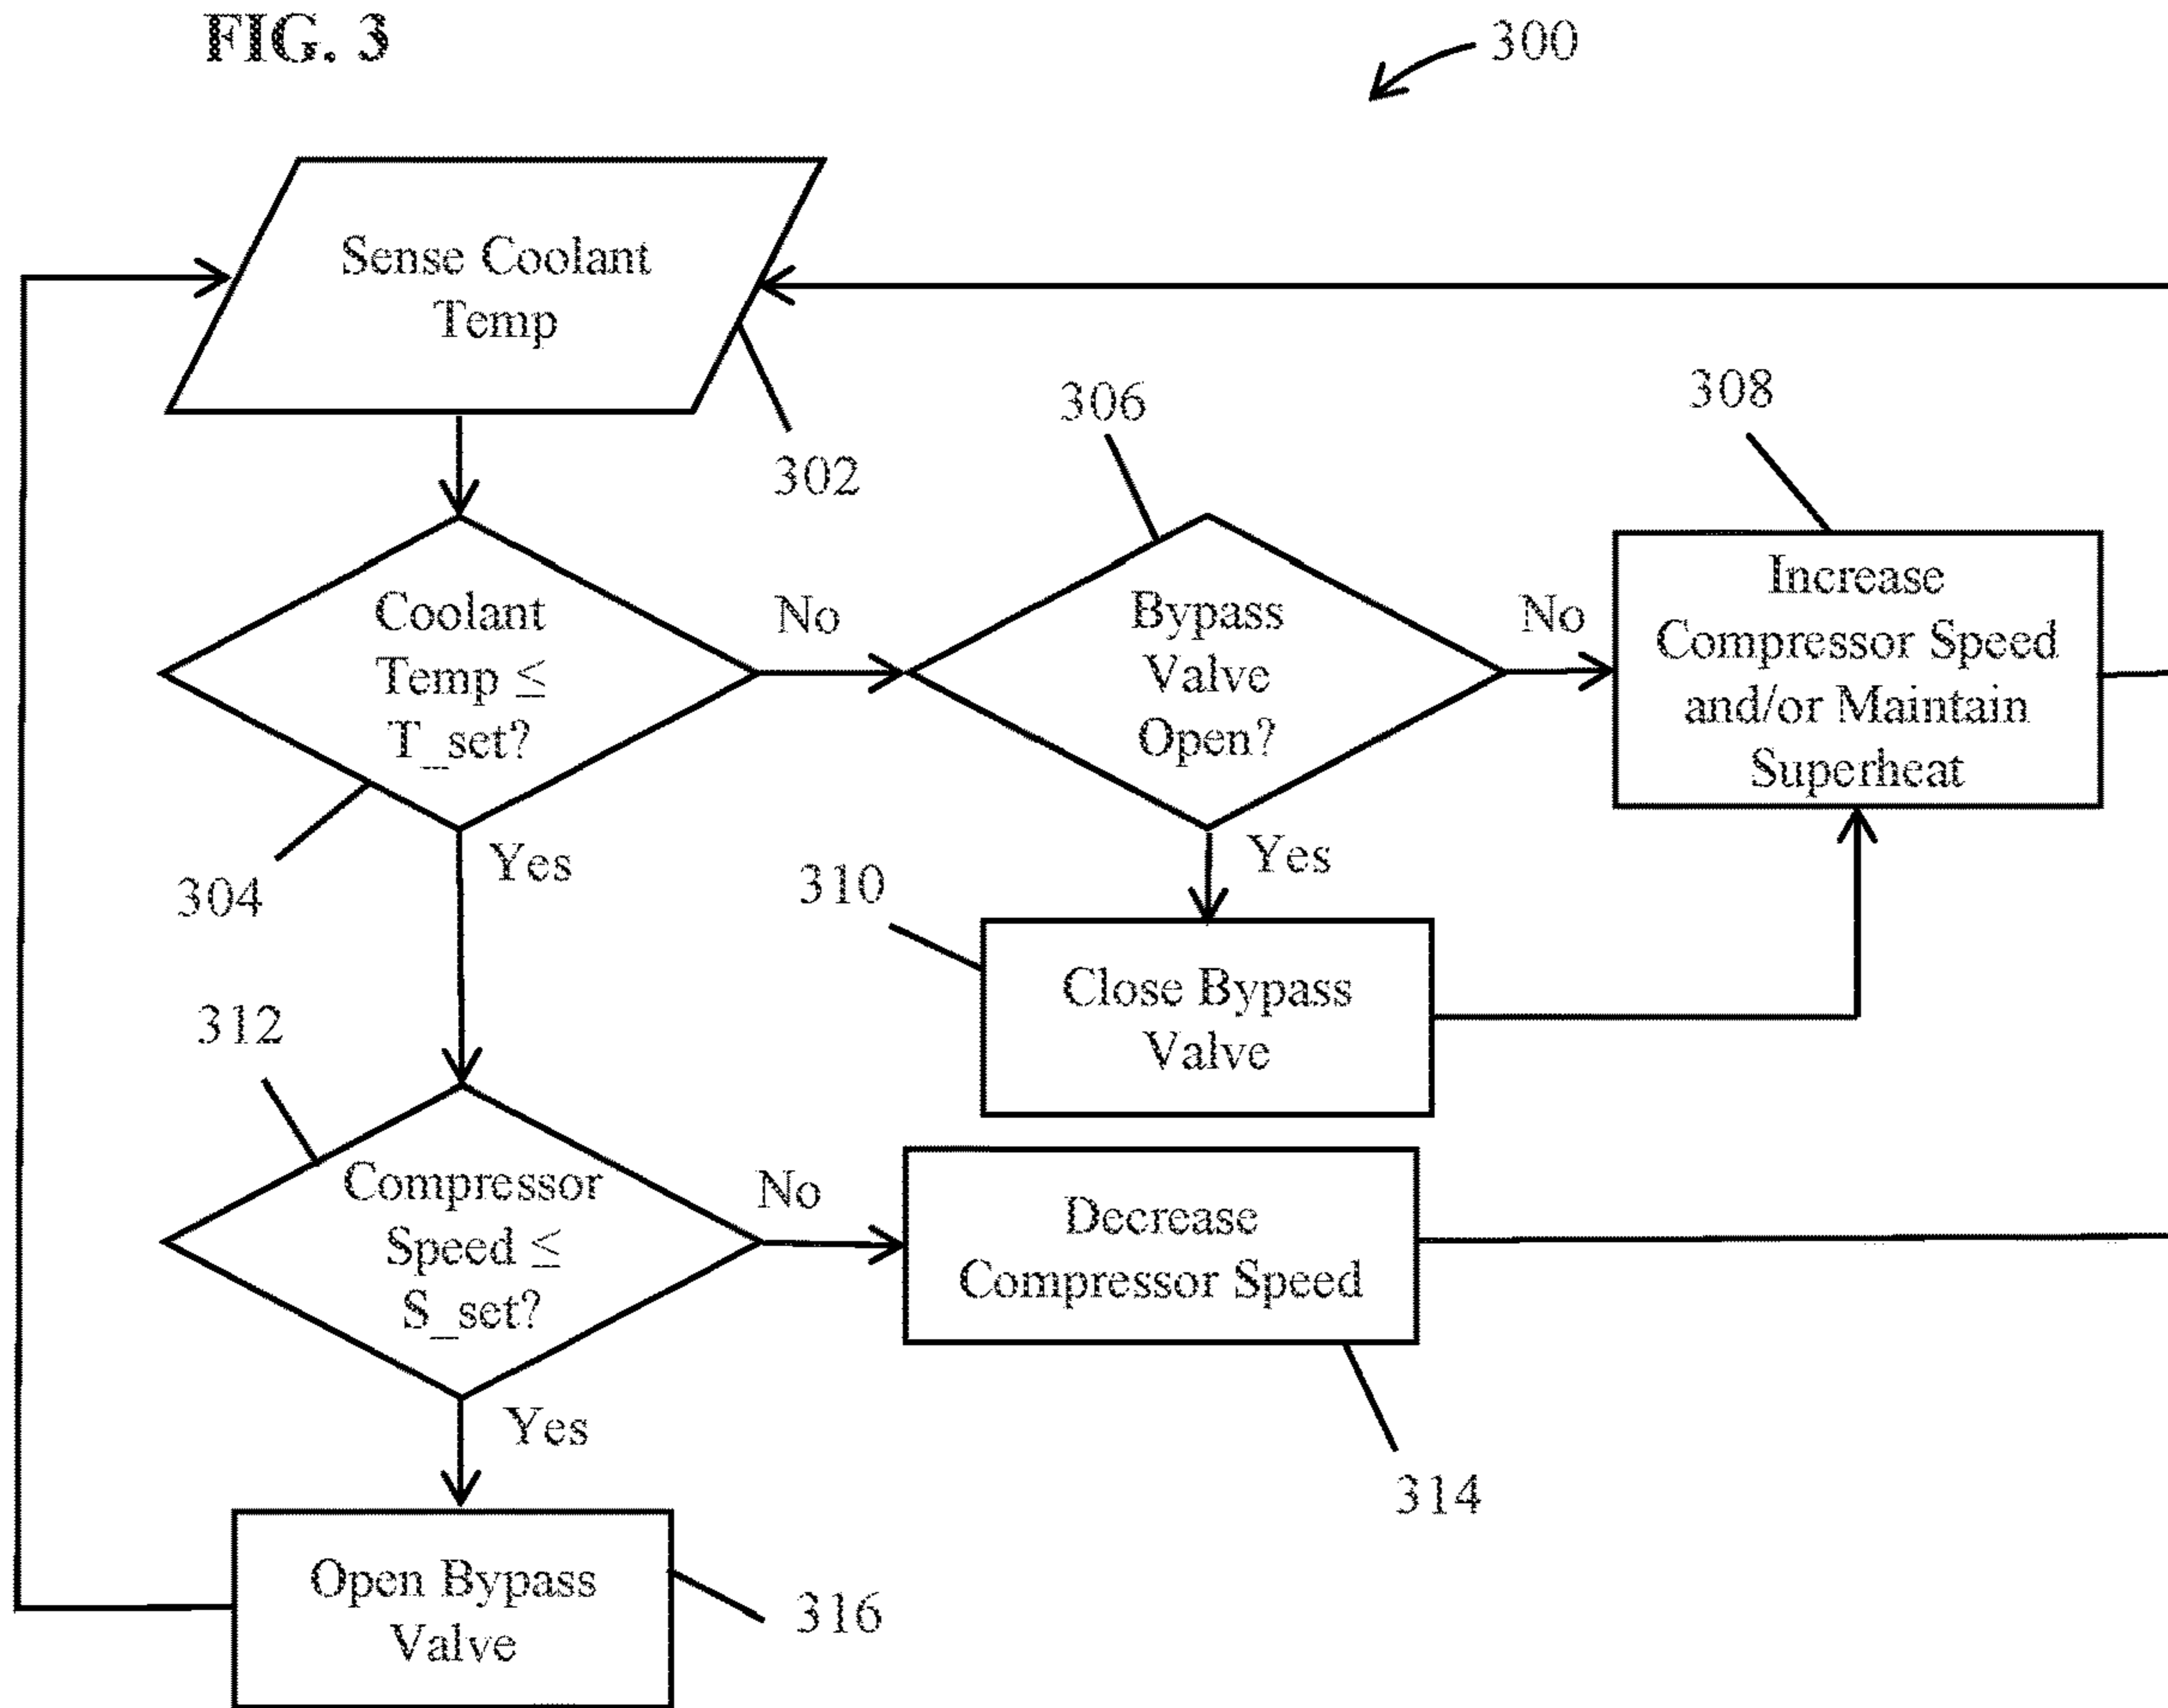 FIG. 3
300
Sense Coolant
Temp
302
306
308
Coolant
Temp ≤
T_set?
No
Bypass
Valve
Open?
No
Increase
Compressor Speed
and/or Maintain
Superheat
304
Yes
Yes
310
Close Bypass
Valve
312
Compressor
Speed ≤
S_set?
No
Decrease
Compressor Speed
314
Yes
Open Bypass
Valve
316